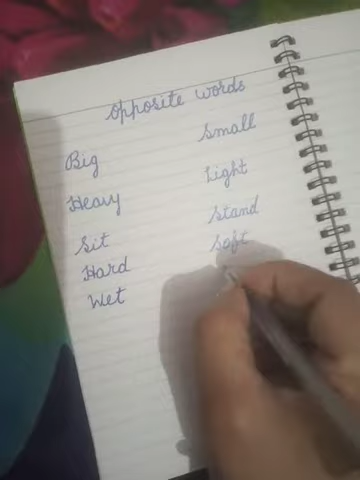 Opposite words
Big Small
Heavy Light
Sit Stand
Hard Soft
Wet